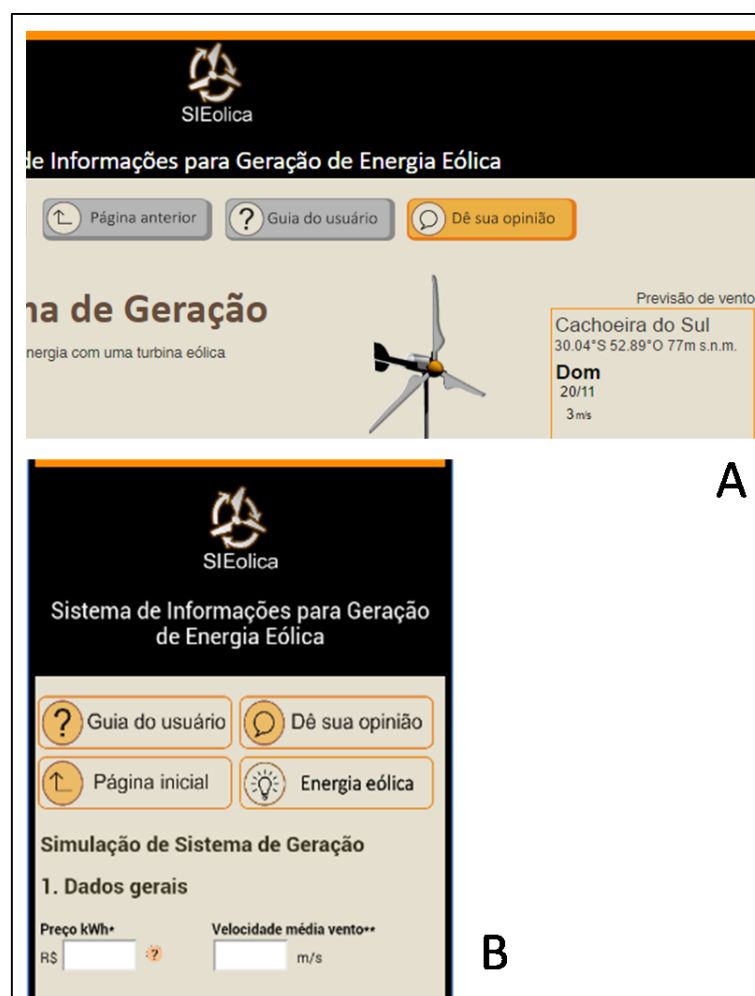 SIEolica
de Informações para Geração de Energia Eólica
Página anterior
? Guia do usuário
Dê sua opinião
ma de Geração
nergia com uma turbina eólica
Previsão de vento
Cachoeira do Sul
30.04°S 52.89°O 77m s.n.m.
Dom
20/11
3 m/s
A
SIEolica
Sistema de Informações para Geração
de Energia Eólica
? Guia do usuário
Dê sua opinião
Página inicial
Energia eólica
Simulação de Sistema de Geração
1. Dados gerais
Preço kWh* Velocidade média vento**
R$ ? m/s
B